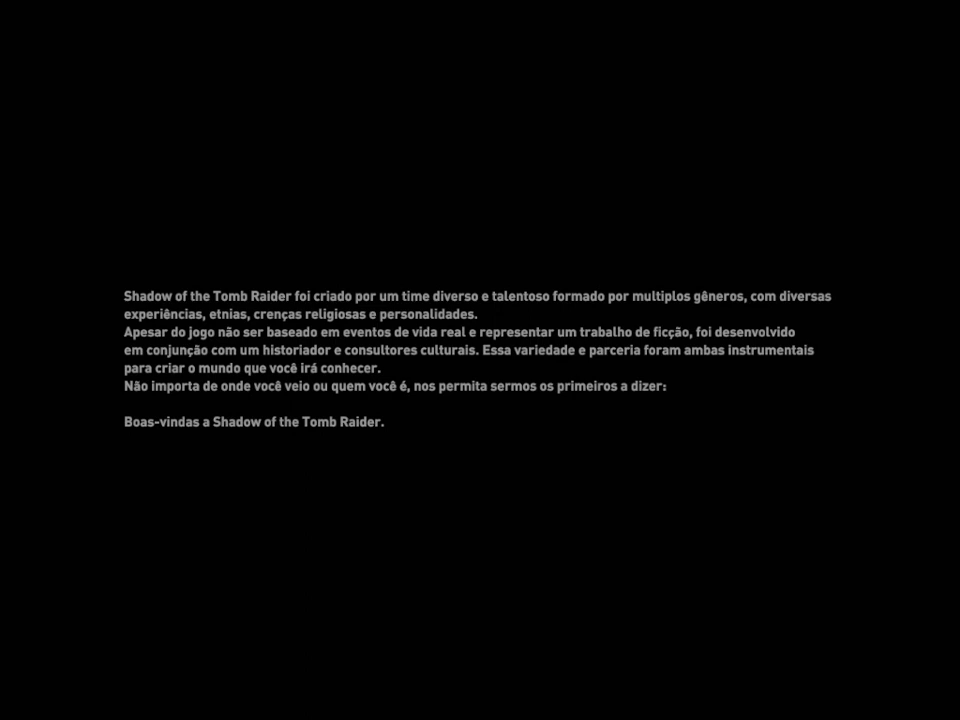 Shadow of the Tomb Raider foi criado por um time diverso e talentoso formado por multiplos gêneros, com diversas
experiências, etnias, crenças religiosas e personalidades.
Apesar do jogo não ser baseado em eventos de vida real e representar um trabalho de ficção, foi desenvolvido
em conjunção com um historiador e consultores culturais. Essa variedade e parceria foram ambas instrumentais
para criar o mundo que você irá conhecer.
Não importa de onde você veio ou quem você é, nos permita sermos os primeiros a dizer:
Boas-vindas a Shadow of the Tomb Raider.